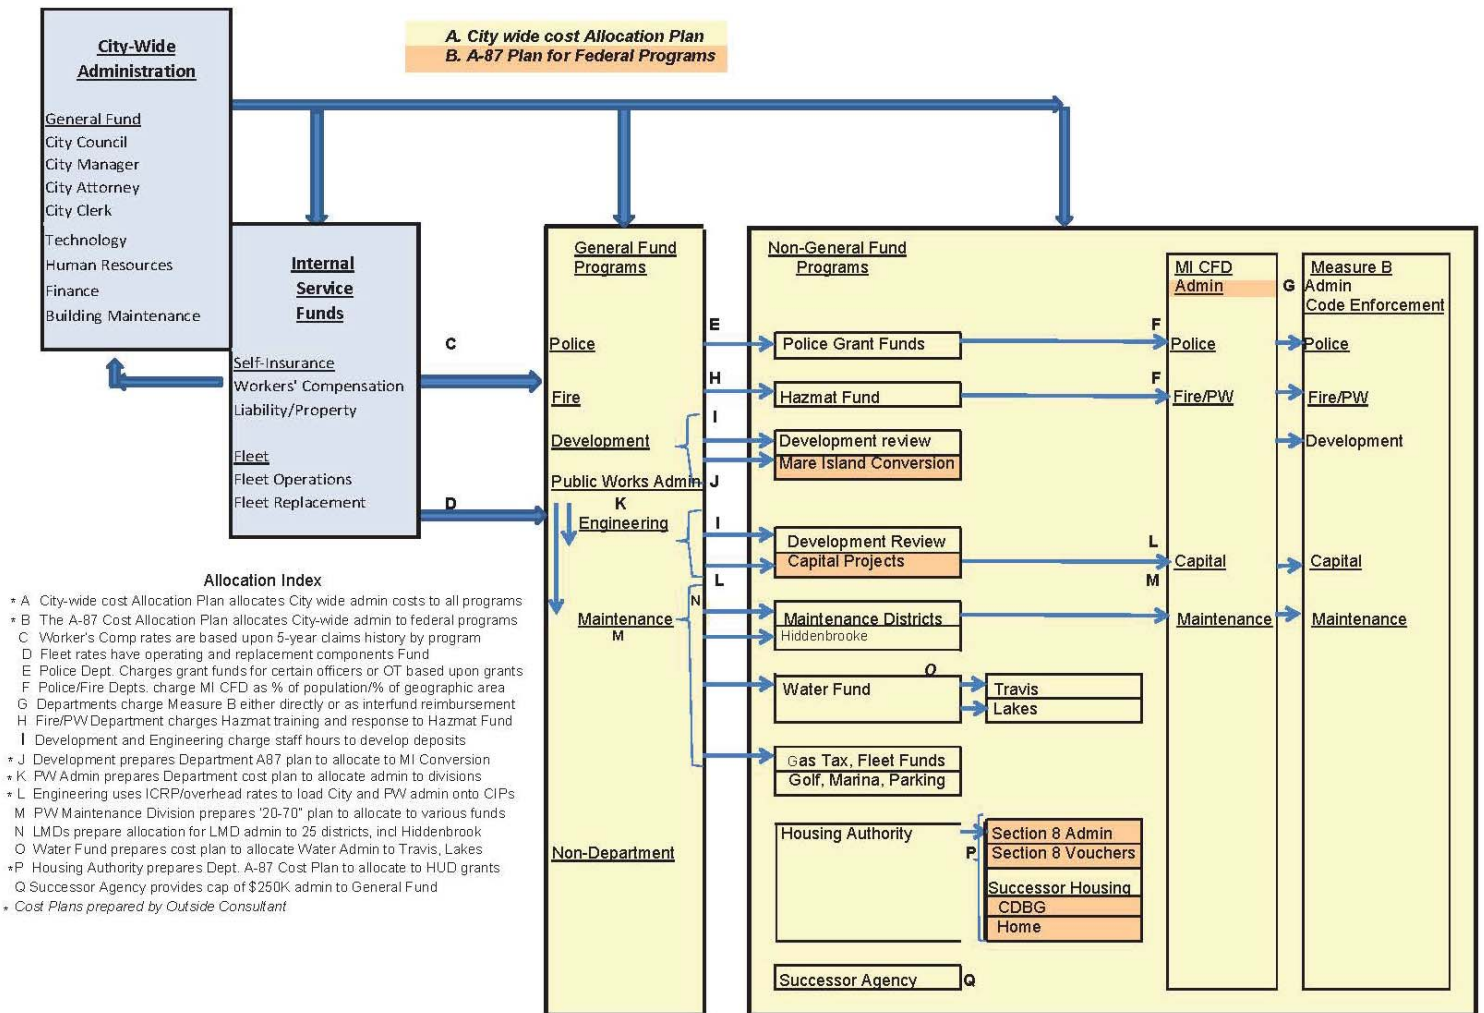 A. City wide cost Allocation Plan
B. A-87 Plan for Federal Programs
City-Wide
Administration
General Fund
City Council
City Manager
City Attorney
City Clerk
Technology
Human Resources
Finance
Building Maintenance
Internal
Service
Funds
Self-Insurance
Workers' Compensation
Liability/Property
Fleet
Fleet Operations
Fleet Replacement
C
D
General Fund
Programs
Police
Fire
Development
Public Works Admin
K
Engineering
Maintenance
M
Non-Department
E
H
I
J
I
L
N
Non-General Fund
Programs
Police Grant Funds
Hazmat Fund
Development review
Mare Island Conversion
Development Review
Capital Projects
Maintenance Districts
Hiddenbrooke
O
Water Fund
Travis
Lakes
Gas Tax, Fleet Funds
Golf, Marina, Parking
Housing Authority
P
Section 8 Admin
Section 8 Vouchers
Successor Housing
CDBG
Home
Successor Agency
Q
F
F
L
M
MI CFD
Admin
Police
Fire/PW
Capital
Maintenance
G
Measure B
Admin
Code Enforcement
Police
Fire/PW
Development
Capital
Maintenance
Allocation Index
* A City-wide cost Allocation Plan allocates City wide admin costs to all programs
* B The A-87 Cost Allocation Plan allocates City-wide admin to federal programs
C Worker's Comp rates are based upon 5-year claims history by program
D Fleet rates have operating and replacement components Fund
E Police Dept. Charges grant funds for certain officers or OT based upon grants
F Police/Fire Depts. charge MI CFD as % of population/% of geographic area
G Departments charge Measure B either directly or as interfund reimbursement
H Fire/PW Department charges Hazmat training and response to Hazmat Fund
I Development and Engineering charge staff hours to develop deposits
* J Development prepares Department A87 plan to allocate to MI Conversion
* K PW Admin prepares Department cost plan to allocate admin to divisions
* L Engineering uses ICRP/overhead rates to load City and PW admin onto CIPs
M PW Maintenance Division prepares '20-70" plan to allocate to various funds
N LMDs prepare allocation for LMD admin to 25 districts, incl Hiddenbrook
O Water Fund prepares cost plan to allocate Water Admin to Travis, Lakes
*P Housing Authority prepares Dept. A-87 Cost Plan to allocate to HUD grants
Q Successor Agency provides cap of $250K admin to General Fund
* Cost Plans prepared by Outside Consultant